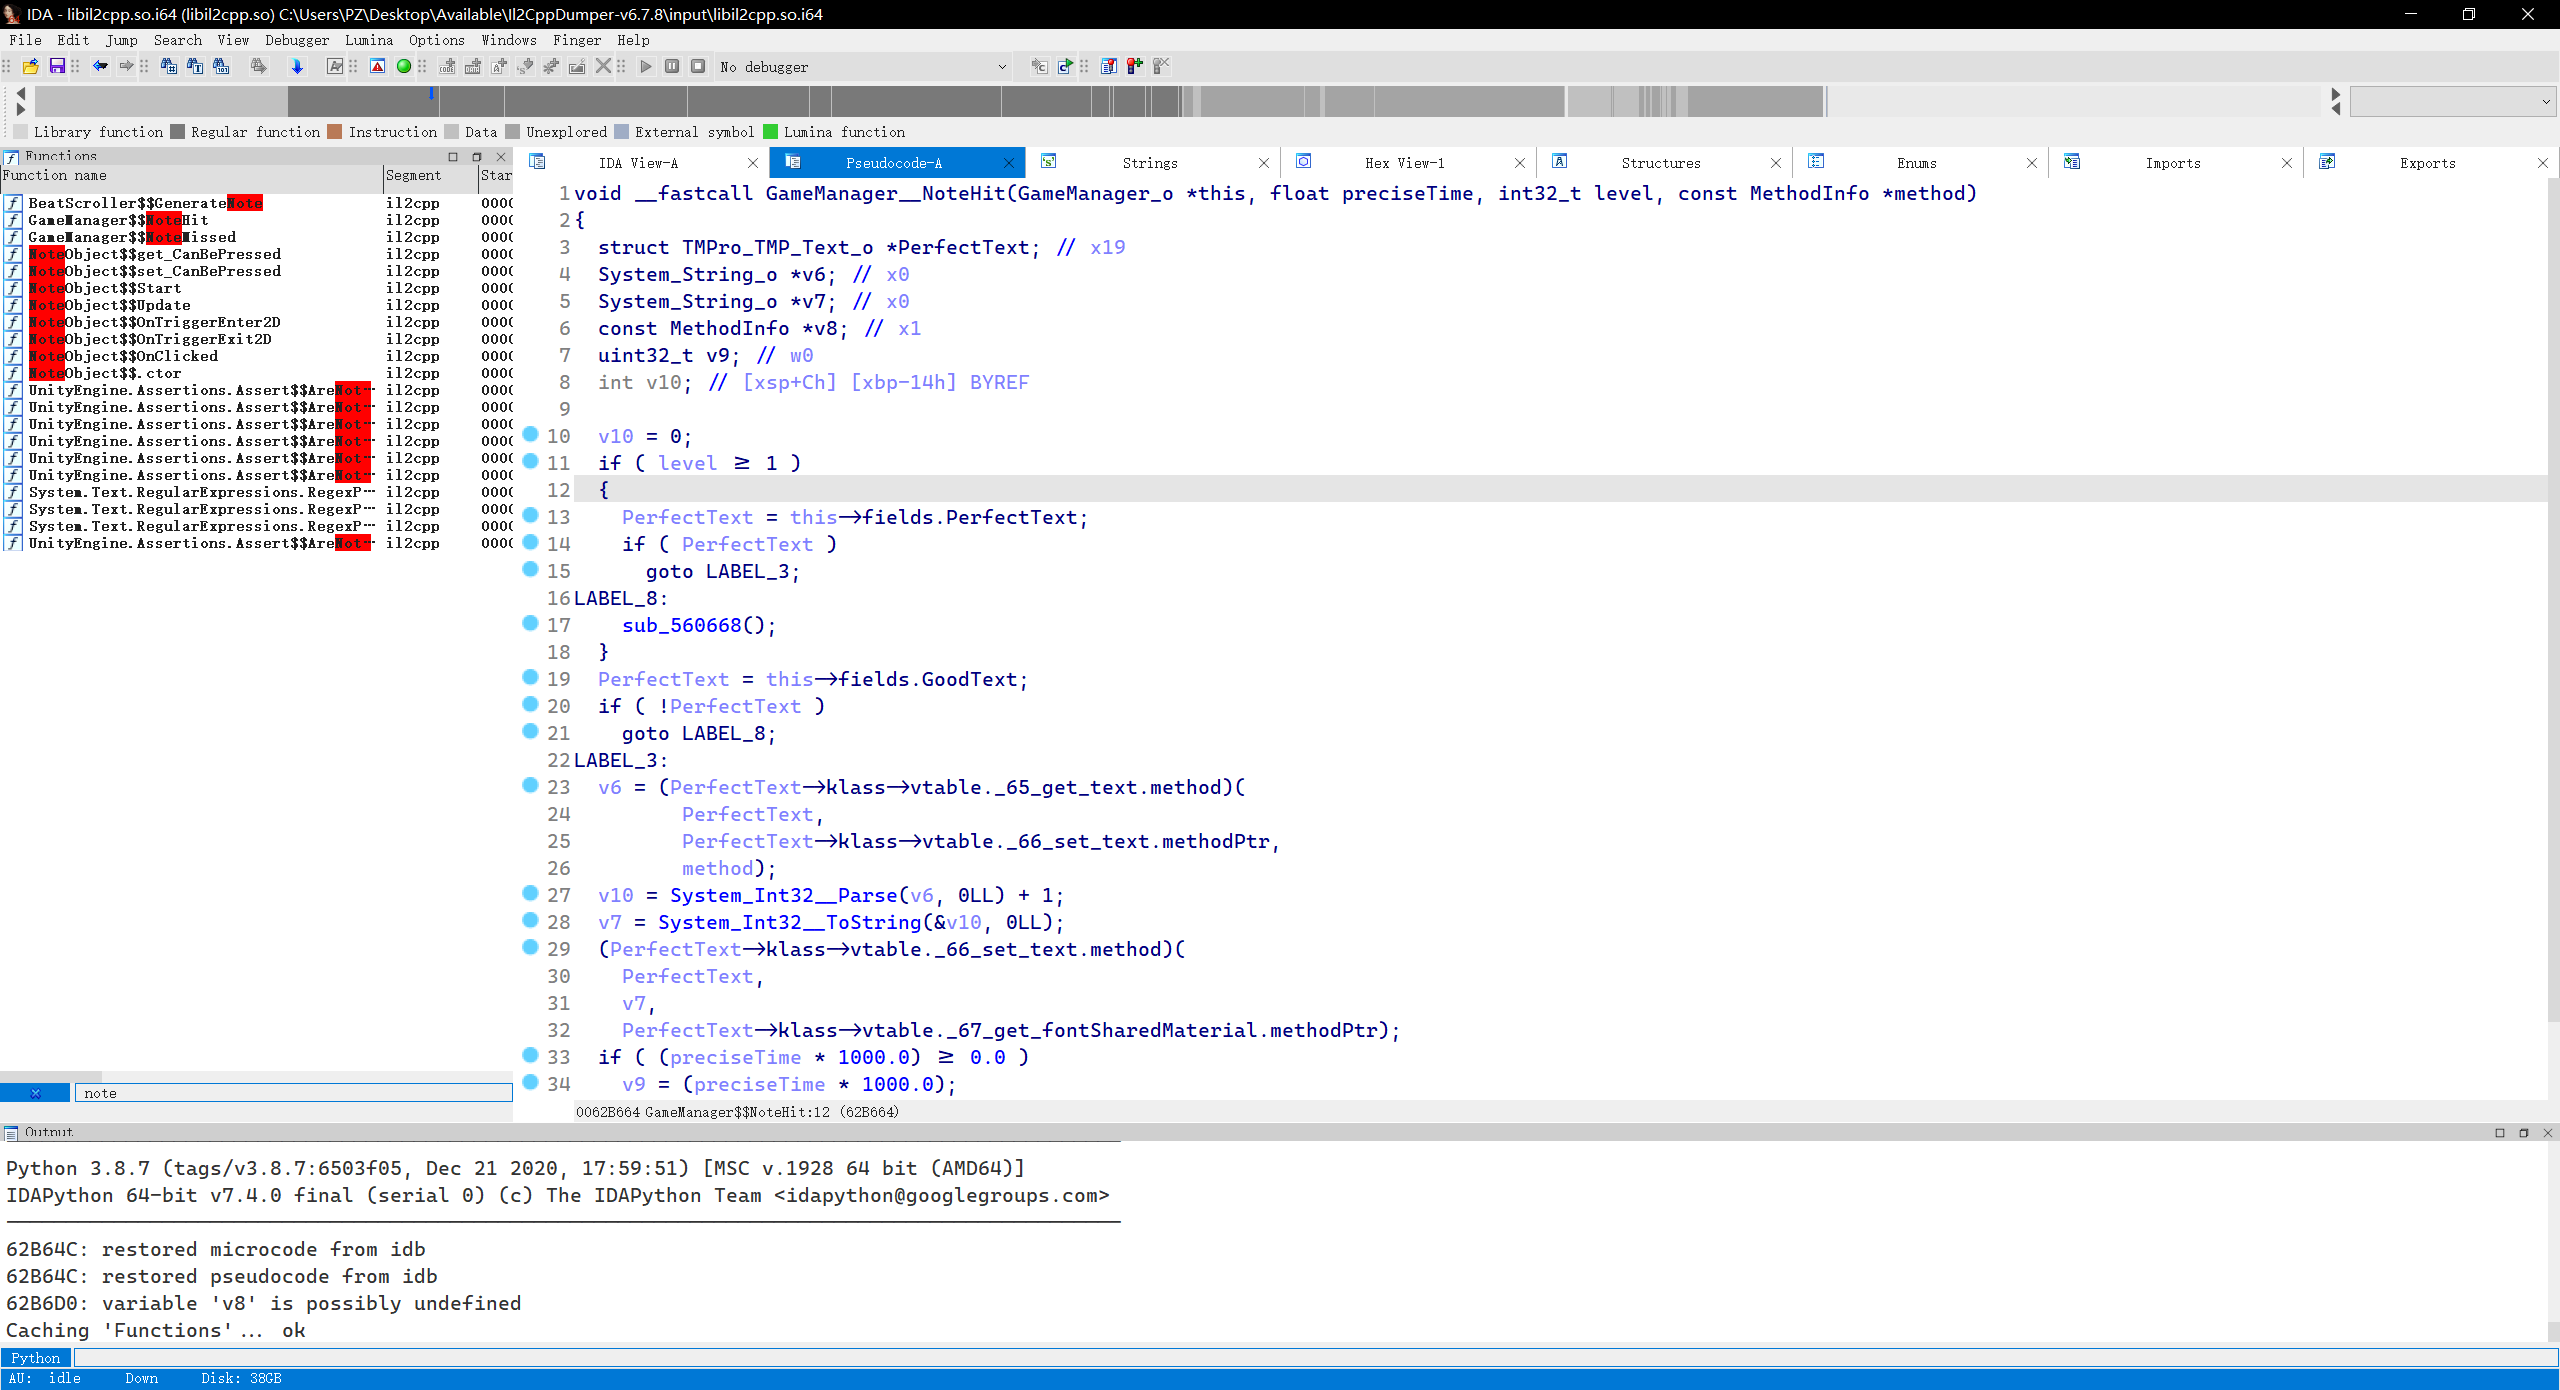 IDA - libil2cpp.so.i64 (libil2cpp.so) C:\Users\PZ\Desktop\Available\Il2CppDumper-v6.7.8\input\libil2cpp.so.i64
File Edit Jump Search View Debugger Lumina Options Windows Finger Help
No debugger
Library function Regular function Instruction Data Unexplored External symbol Lumina function
Functions
Function name Segment Star
BeatScroller$$GenerateNote il2cpp 000
GameManager$$NoteHit il2cpp 000
GameManager$$NoteMissed il2cpp 000
NoteObject$$get_CanBePressed il2cpp 000
NoteObject$$set_CanBePressed il2cpp 000
NoteObject$$Start il2cpp 000
NoteObject$$Update il2cpp 000
NoteObject$$OnTriggerEnter2D il2cpp 000
NoteObject$$OnTriggerExit2D il2cpp 000
NoteObject$$OnClicked il2cpp 000
NoteObject$$.ctor il2cpp 000
UnityEngine.Assertions.Assert$$AreNot… il2cpp 000
UnityEngine.Assertions.Assert$$AreNot… il2cpp 000
UnityEngine.Assertions.Assert$$AreNot… il2cpp 000
UnityEngine.Assertions.Assert$$AreNot… il2cpp 000
UnityEngine.Assertions.Assert$$AreNot… il2cpp 000
UnityEngine.Assertions.Assert$$AreNot… il2cpp 000
System.Text.RegularExpressions.RegexP… il2cpp 000
System.Text.RegularExpressions.RegexP… il2cpp 000
System.Text.RegularExpressions.RegexP… il2cpp 000
UnityEngine.Assertions.Assert$$AreNot… il2cpp 000
note
IDA View-A Pseudocode-A Strings Hex View-1 Structures Enums Imports Exports
1 void __fastcall GameManager__NoteHit(GameManager_o *this, float preciseTime, int32_t level, const MethodInfo *method)
2 {
3 struct TMPro_TMP_Text_o *PerfectText; // x19
4 System_String_o *v6; // x0
5 System_String_o *v7; // x0
6 const MethodInfo *v8; // x1
7 uint32_t v9; // w0
8 int v10; // [xsp+Ch] [xbp-14h] BYREF
9
10 v10 = 0;
11 if ( level ≥ 1 )
12 {
13 PerfectText = this→fields.PerfectText;
14 if ( PerfectText )
15 goto LABEL_3;
16 LABEL_8:
17 sub_560668();
18 }
19 PerfectText = this→fields.GoodText;
20 if ( !PerfectText )
21 goto LABEL_8;
22 LABEL_3:
23 v6 = (PerfectText→klass→vtable._65_get_text.method)(
24 PerfectText,
25 PerfectText→klass→vtable._66_set_text.methodPtr,
26 method);
27 v10 = System_Int32__Parse(v6, 0LL) + 1;
28 v7 = System_Int32__ToString(&v10, 0LL);
29 (PerfectText→klass→vtable._66_set_text.method)(
30 PerfectText,
31 v7,
32 PerfectText→klass→vtable._67_get_fontSharedMaterial.methodPtr);
33 if ( (preciseTime * 1000.0) ≥ 0.0 )
34 v9 = (preciseTime * 1000.0);
0062B664 GameManager$$NoteHit:12 (62B664)
Output
Python 3.8.7 (tags/v3.8.7:6503f05, Dec 21 2020, 17:59:51) [MSC v.1928 64 bit (AMD64)]
IDAPython 64-bit v7.4.0 final (serial 0) (c) The IDAPython Team <idapython@googlegroups.com>
62B64C: restored microcode from idb
62B64C: restored pseudocode from idb
62B6D0: variable 'v8' is possibly undefined
Caching 'Functions'... ok
Python
AU: idle Down Disk: 38GB